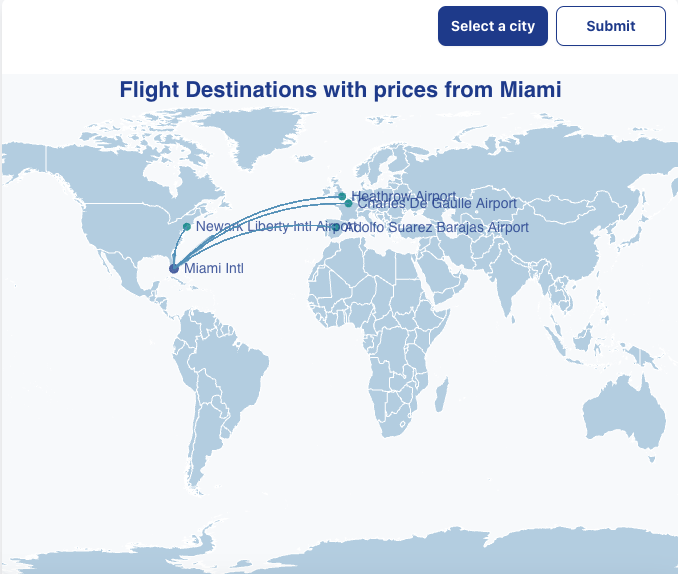 Select a city
Submit
Flight Destinations with prices from Miami
Heathrow Airport
Charles De Gaulle Airport
Newark Liberty Intl Airport
Adolfo Suarez Barajas Airport
Miami Intl